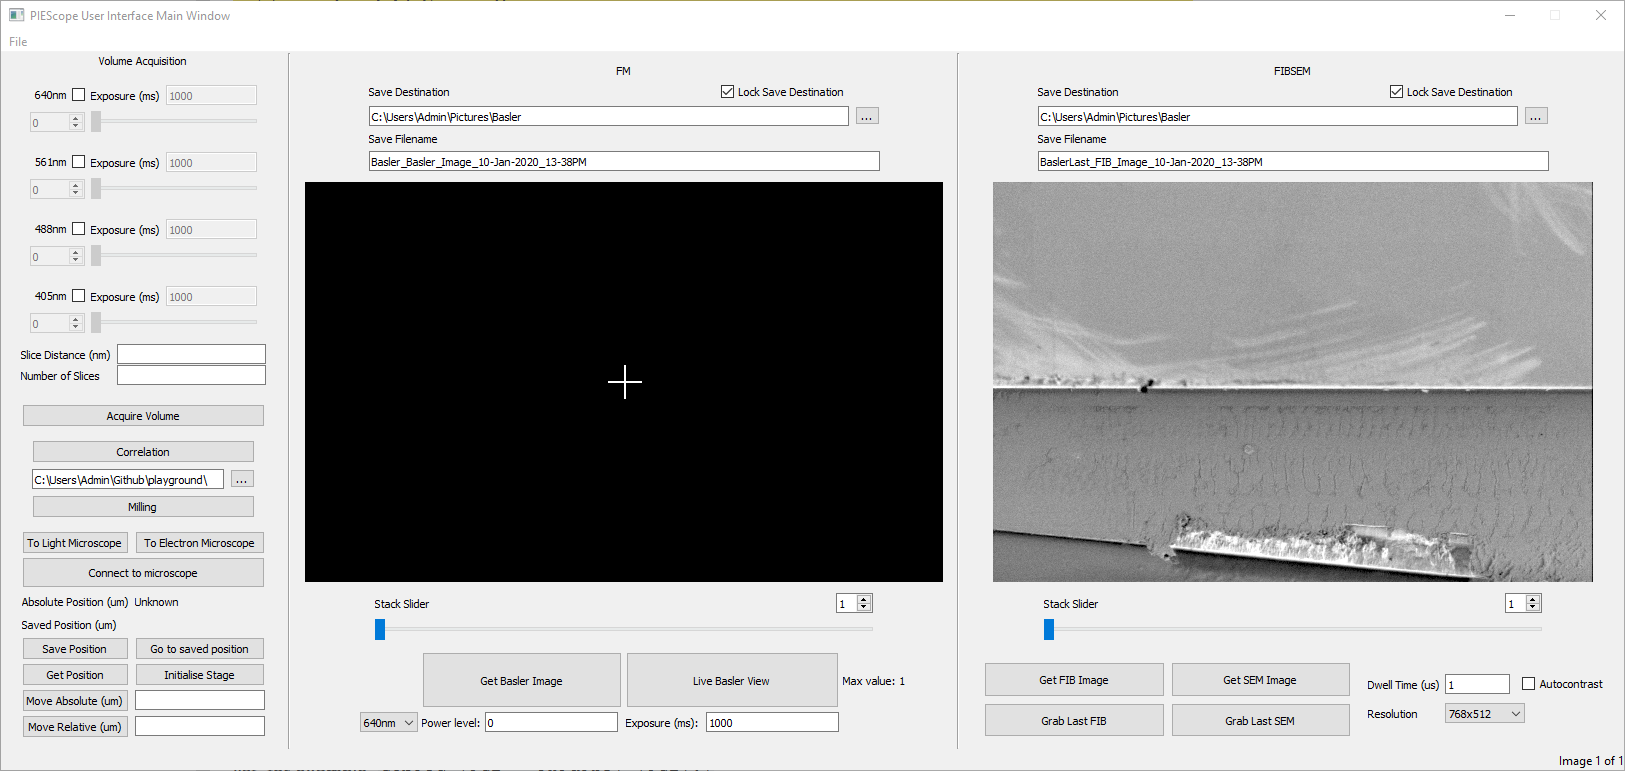 PIEScope User Interface Main Window
File
Volume Acquisition
640nm Exposure (ms) 1000
0
561nm Exposure (ms) 1000
0
488nm Exposure (ms) 1000
0
405nm Exposure (ms) 1000
0
Slice Distance (nm)
Number of Slices
Acquire Volume
Correlation
C:\Users\Admin\Github\playground\ ...
Milling
To Light Microscope To Electron Microscope
Connect to microscope
Absolute Position (um) Unknown
Saved Position (um)
Save Position Go to saved position
Get Position Initialise Stage
Move Absolute (um)
Move Relative (um)
FM
Save Destination Lock Save Destination
C:\Users\Admin\Pictures\Basler ...
Save Filename
Basler_Basler_Image_10-Jan-2020_13-38PM
Stack Slider 1
Get Basler Image Live Basler View Max value: 1
640nm Power level: 0 Exposure (ms): 1000
FIBSEM
Save Destination Lock Save Destination
C:\Users\Admin\Pictures\Basler ...
Save Filename
BaslerLast_FIB_Image_10-Jan-2020_13-38PM
Stack Slider 1
Get FIB Image Get SEM Image Dwell Time (us) 1 Autocontrast
Grab Last FIB Grab Last SEM Resolution 768x512
Image 1 of 1